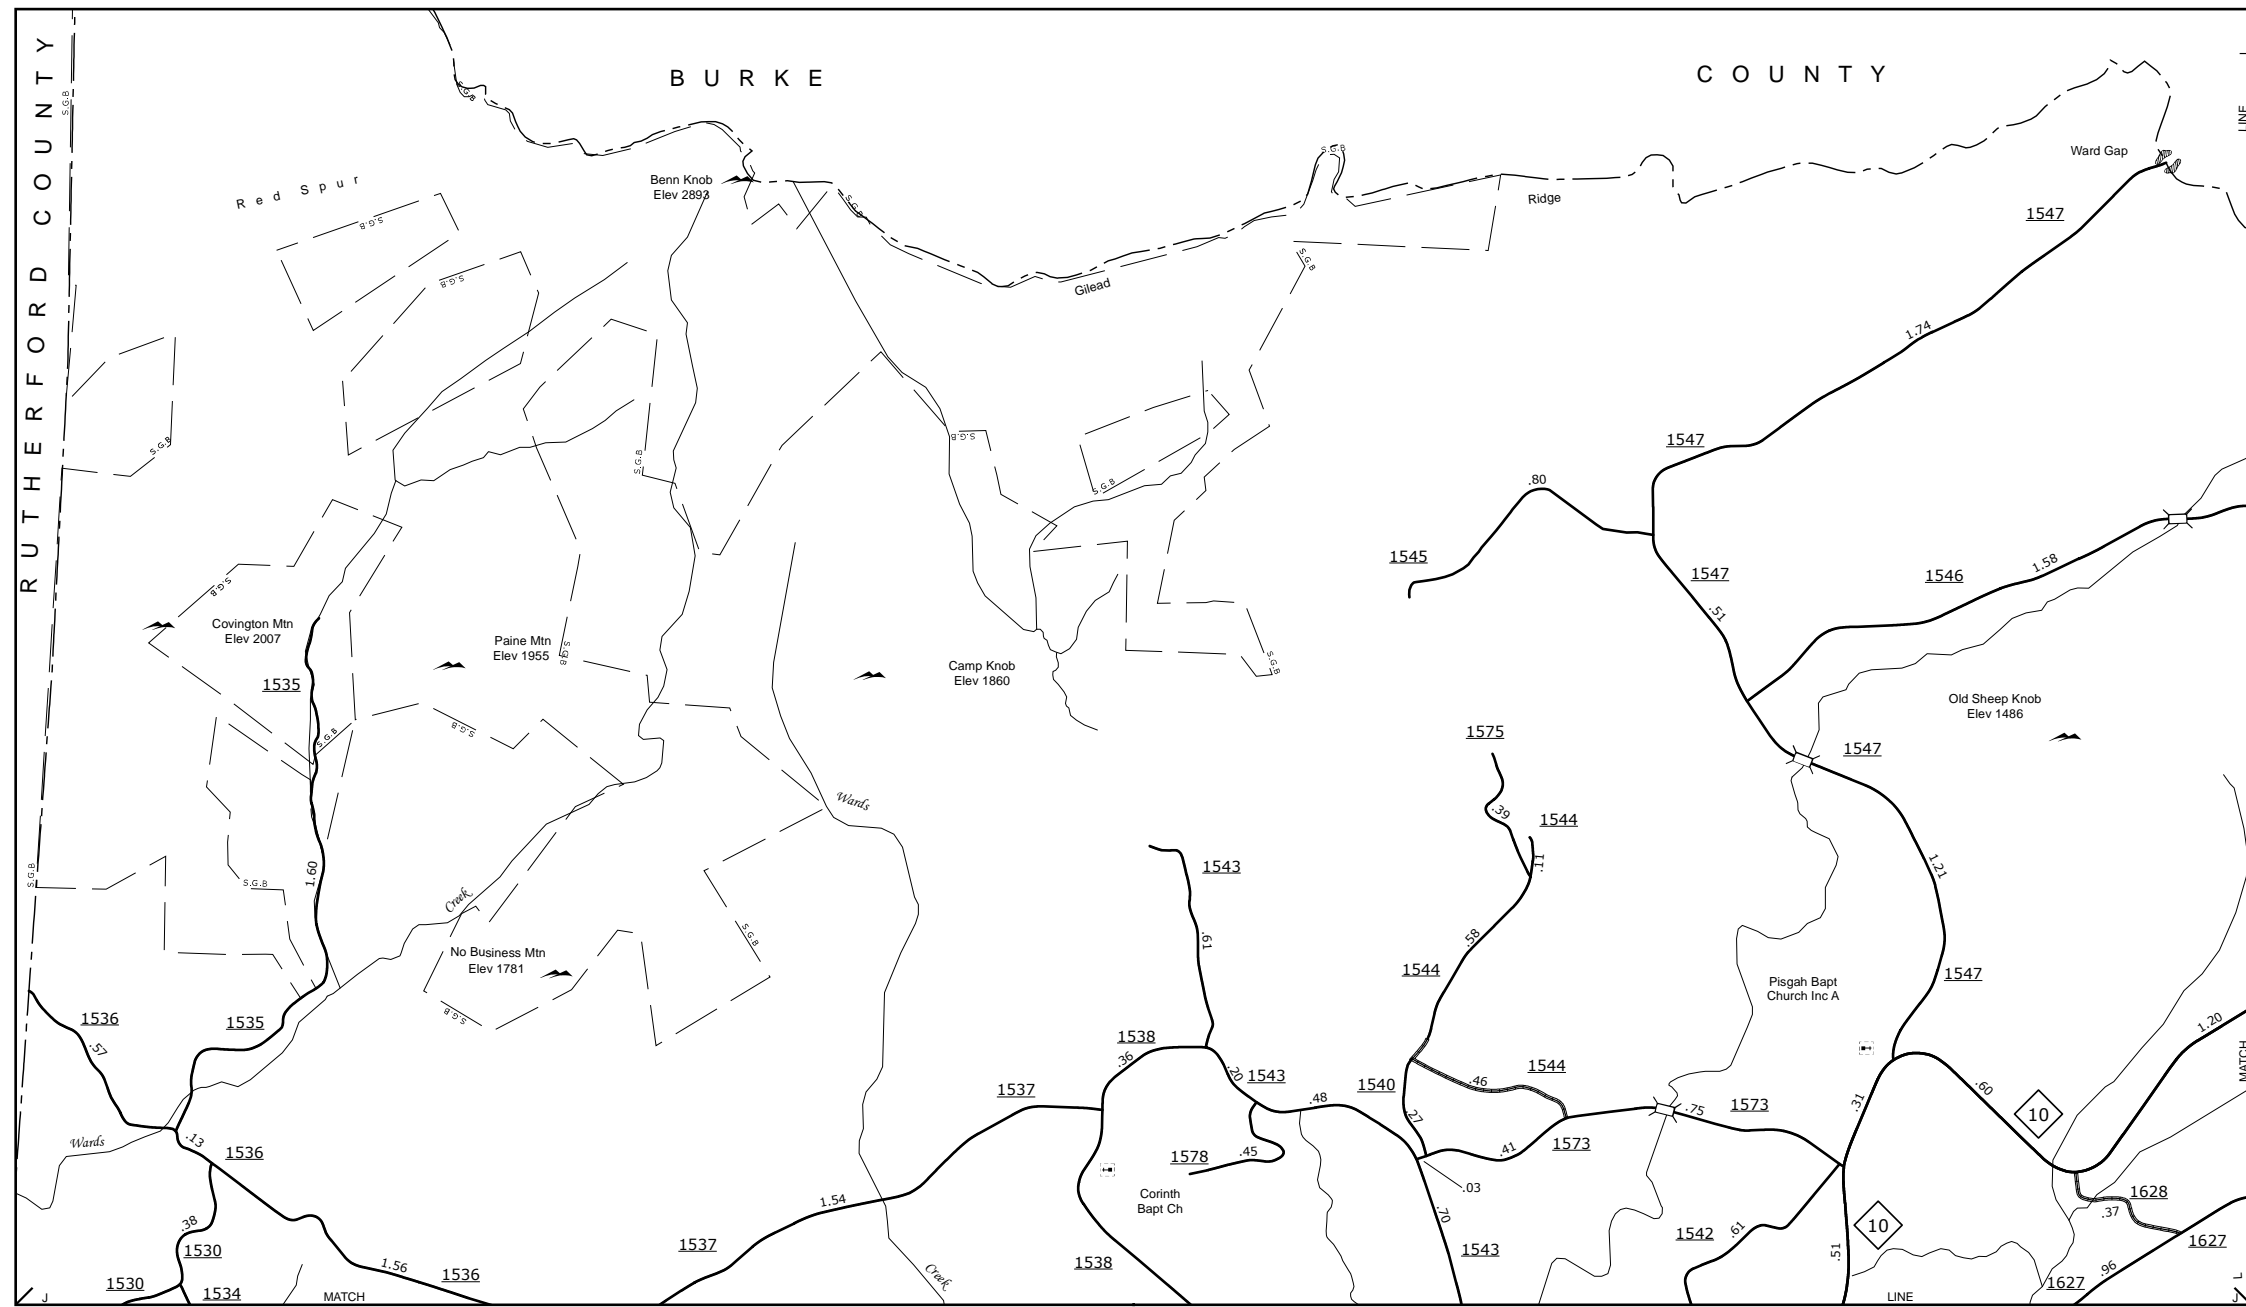 BURKE COUNTY
RUTHERFORD COUNTY
LINE
S.G.B
S.G.B
S.G.B
Ward Gap
Benn Knob
Elev 2893
Red Spur
Ridge
S.G.B
1547
S.G.B
S.G.B
S.G.B
Gilead
1.74
S.G.B
S.G.B
1547
S.G.B
S.G.B
.80
S.G.B
1545
1547
1546
1.58
S.G.B
.51
Covington Mtn
Elev 2007
Paine Mtn
Elev 1955
S.G.B
Camp Knob
Elev 1860
S.G.B
1535
Old Sheep Knob
Elev 1486
S.G.B
S.G.B
1575
1547
Wards
.39
1544
.11
1543
1.21
1.60
S.G.B
S.G.B
Creek
.61
.58
S.G.B
No Business Mtn
Elev 1781
1544
1547
Pisgah Bapt
Church Inc A
S.G.B
1536
1535
.57
1538
.36
1.20
MATCH
1544
.46
.20
1543
1540
1537
.48
.27
.75
1573
.31
.60
10
Wards
.13
1536
1573
.41
1578
.45
.03
Corinth
Bapt Ch
1.54
.70
1628
.37
.38
1530
1537
1538
1543
1542
.61
10
.51
1627
1.56
1536
Creek
.96
1627
1530
1534
J
MATCH
LINE
J